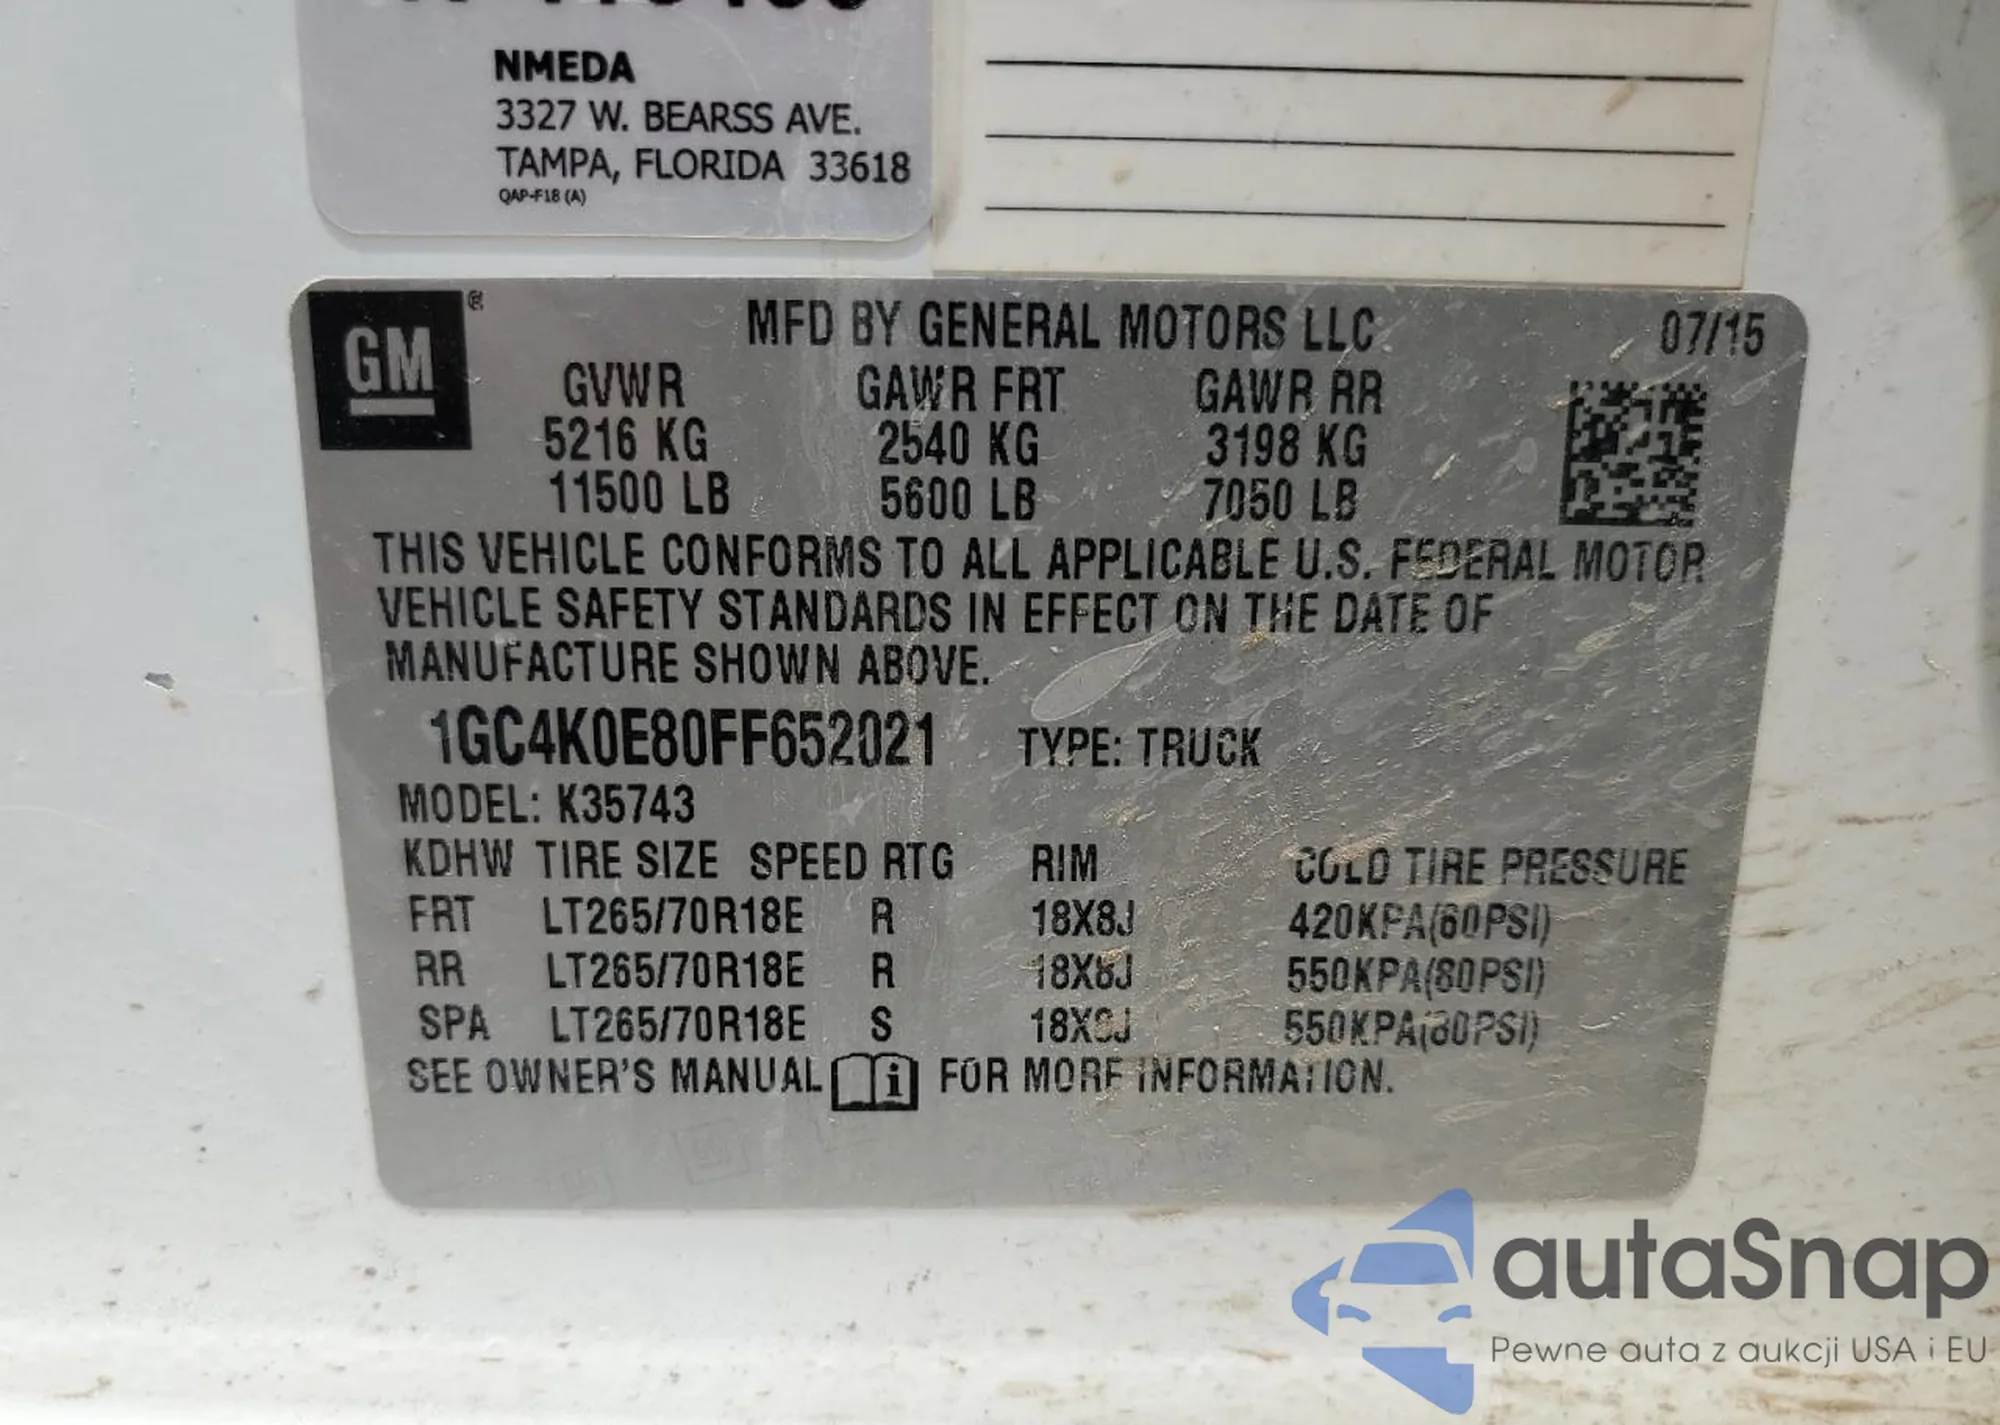 NMEDA
3327 W. BEARSS AVE.
TAMPA, FLORIDA 33618
QAP-F18 (A)
GM ®
MFD BY GENERAL MOTORS LLC 07/15
GVWR GAWR FRT GAWR RR
5216 KG 2540 KG 3198 KG
11500 LB 5600 LB 7050 LB
THIS VEHICLE CONFORMS TO ALL APPLICABLE U.S. FEDERAL MOTOR
VEHICLE SAFETY STANDARDS IN EFFECT ON THE DATE OF
MANUFACTURE SHOWN ABOVE.
1GC4K0E80FF652021 TYPE: TRUCK
MODEL: K35743
KDHW TIRE SIZE SPEED RTG RIM COLD TIRE PRESSURE
FRT LT265/70R18E R 18X8J 420KPA(60PSI)
RR LT265/70R18E R 18X8J 550KPA(80PSI)
SPA LT265/70R18E S 18X8J 550KPA(80PSI)
SEE OWNER'S MANUAL i FOR MORE INFORMATION.
autaSnap
Pewne auta z aukcji USA i EU